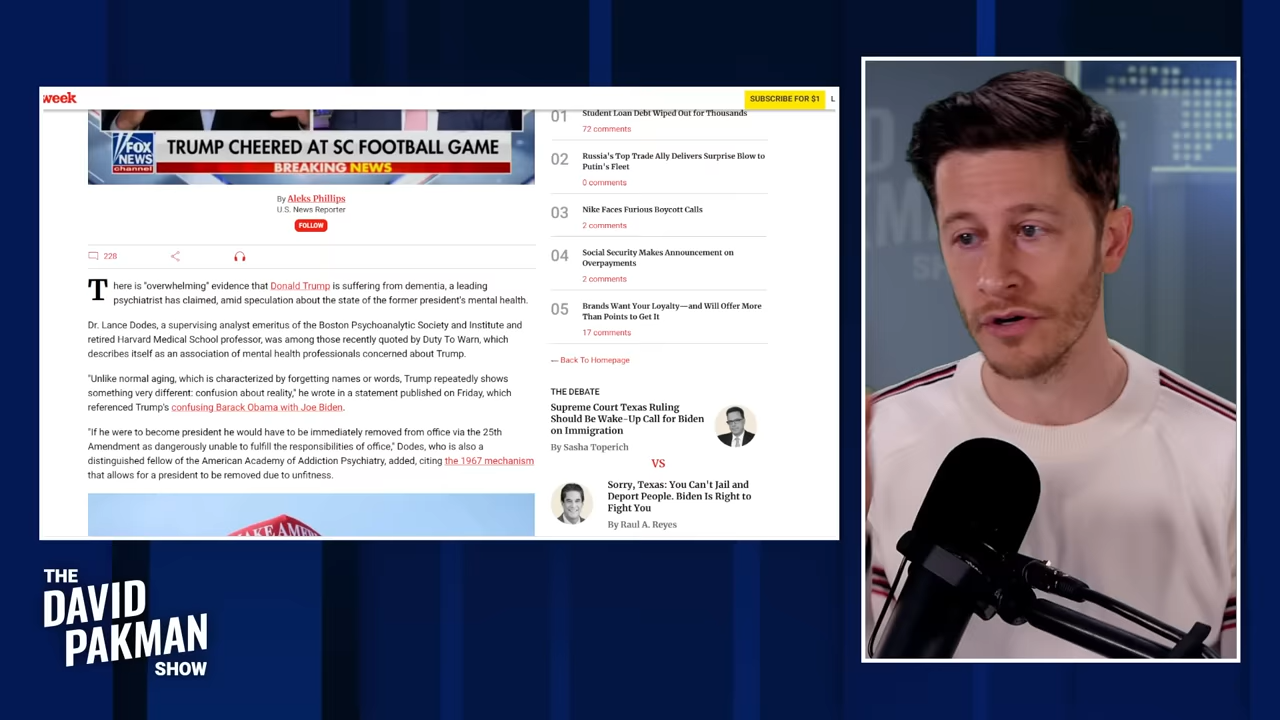 week
SUBSCRIBE FOR $1
L
FOX
NEWS
channel
TRUMP CHEERED AT SC FOOTBALL GAME
BREAKING NEWS
By Aleks Phillips
U.S. News Reporter
FOLLOW
228
There is "overwhelming" evidence that Donald Trump is suffering from dementia, a leading
psychiatrist has claimed, amid speculation about the state of the former president's mental health.
Dr. Lance Dodes, a supervising analyst emeritus of the Boston Psychoanalytic Society and Institute and
retired Harvard Medical School professor, was among those recently quoted by Duty To Warn, which
describes itself as an association of mental health professionals concerned about Trump.
"Unlike normal aging, which is characterized by forgetting names or words, Trump repeatedly shows
something very different: confusion about reality," he wrote in a statement published on Friday, which
referenced Trump's confusing Barack Obama with Joe Biden.
"If he were to become president he would have to be immediately removed from office via the 25th
Amendment as dangerously unable to fulfill the responsibilities of office," Dodes, who is also a
distinguished fellow of the American Academy of Addiction Psychiatry, added, citing the 1967 mechanism
that allows for a president to be removed due to unfitness.
MAKE AMER
01
Student Loan Debt Wiped Out for Thousands
72 comments
02
Russia's Top Trade Ally Delivers Surprise Blow to
Putin's Fleet
0 comments
03
Nike Faces Furious Boycott Calls
2 comments
04
Social Security Makes Announcement on
Overpayments
2 comments
05
Brands Want Your Loyalty—and Will Offer More
Than Points to Get It
17 comments
— Back To Homepage
THE DEBATE
Supreme Court Texas Ruling
Should Be Wake-Up Call for Biden
on Immigration
By Sasha Toperich
VS
Sorry, Texas: You Can't Jail and
Deport People. Biden Is Right to
Fight You
By Raul A. Reyes
THE
DAVID
PAKMAN
SHOW